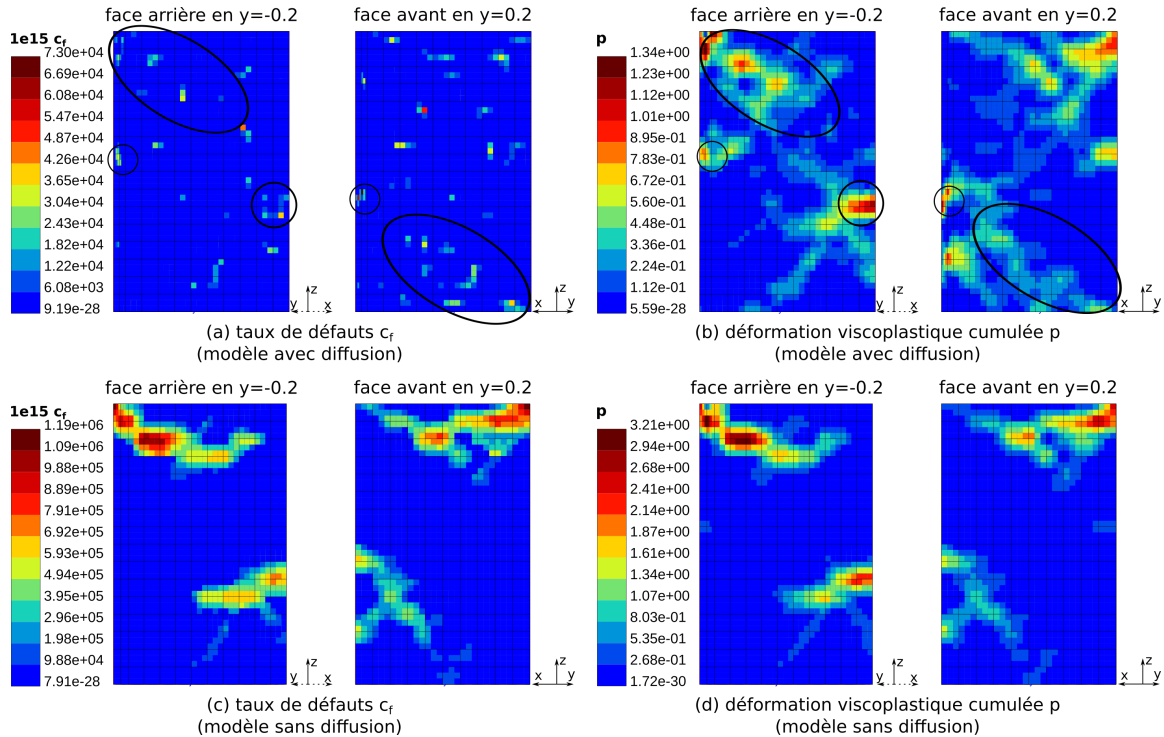 face arrière en y=-0.2 face avant en y=0.2
1e15 c_f
7.30e+04
6.69e+04
6.08e+04
5.47e+04
4.87e+04
4.26e+04
3.65e+04
3.04e+04
2.43e+04
1.82e+04
1.22e+04
6.08e+03
9.19e-28
y z x
x z y
(a) taux de défauts c_f
(modèle avec diffusion)
face arrière en y=-0.2 face avant en y=0.2
p
1.34e+00
1.23e+00
1.12e+00
1.01e+00
8.95e-01
7.83e-01
6.72e-01
5.60e-01
4.48e-01
3.36e-01
2.24e-01
1.12e-01
5.59e-28
y z x
x z y
(b) déformation viscoplastique cumulée p
(modèle avec diffusion)
face arrière en y=-0.2 face avant en y=0.2
1e15 c_f
1.19e+06
1.09e+06
9.88e+05
8.89e+05
7.91e+05
6.92e+05
5.93e+05
4.94e+05
3.95e+05
2.96e+05
1.98e+05
9.88e+04
7.91e-28
y z x
x z y
(c) taux de défauts c_f
(modèle sans diffusion)
face arrière en y=-0.2 face avant en y=0.2
p
3.21e+00
2.94e+00
2.68e+00
2.41e+00
1.87e+00
1.61e+00
1.34e+00
1.07e+00
8.03e-01
5.35e-01
2.68e-01
1.72e-30
y z x
x z y
(d) déformation viscoplastique cumulée p
(modèle sans diffusion)